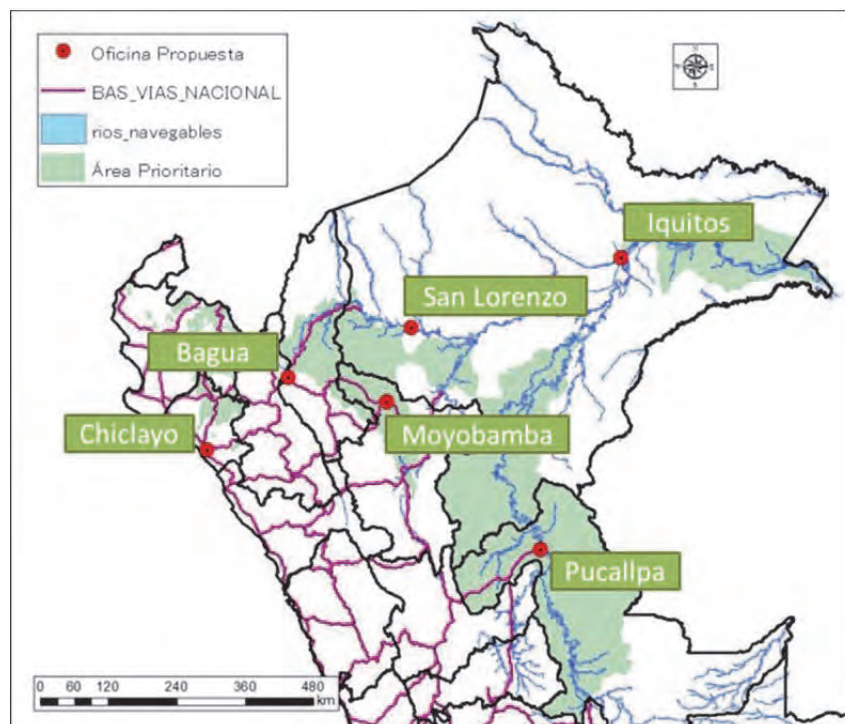 Oficina Propuesta
BAS_VIAS_NACIONAL
rios_navegables
Área Prioritario
N
Iquitos
San Lorenzo
Bagua
Chiclayo
Moyobamba
Pucallpa
0 60 120 240 360 480
km